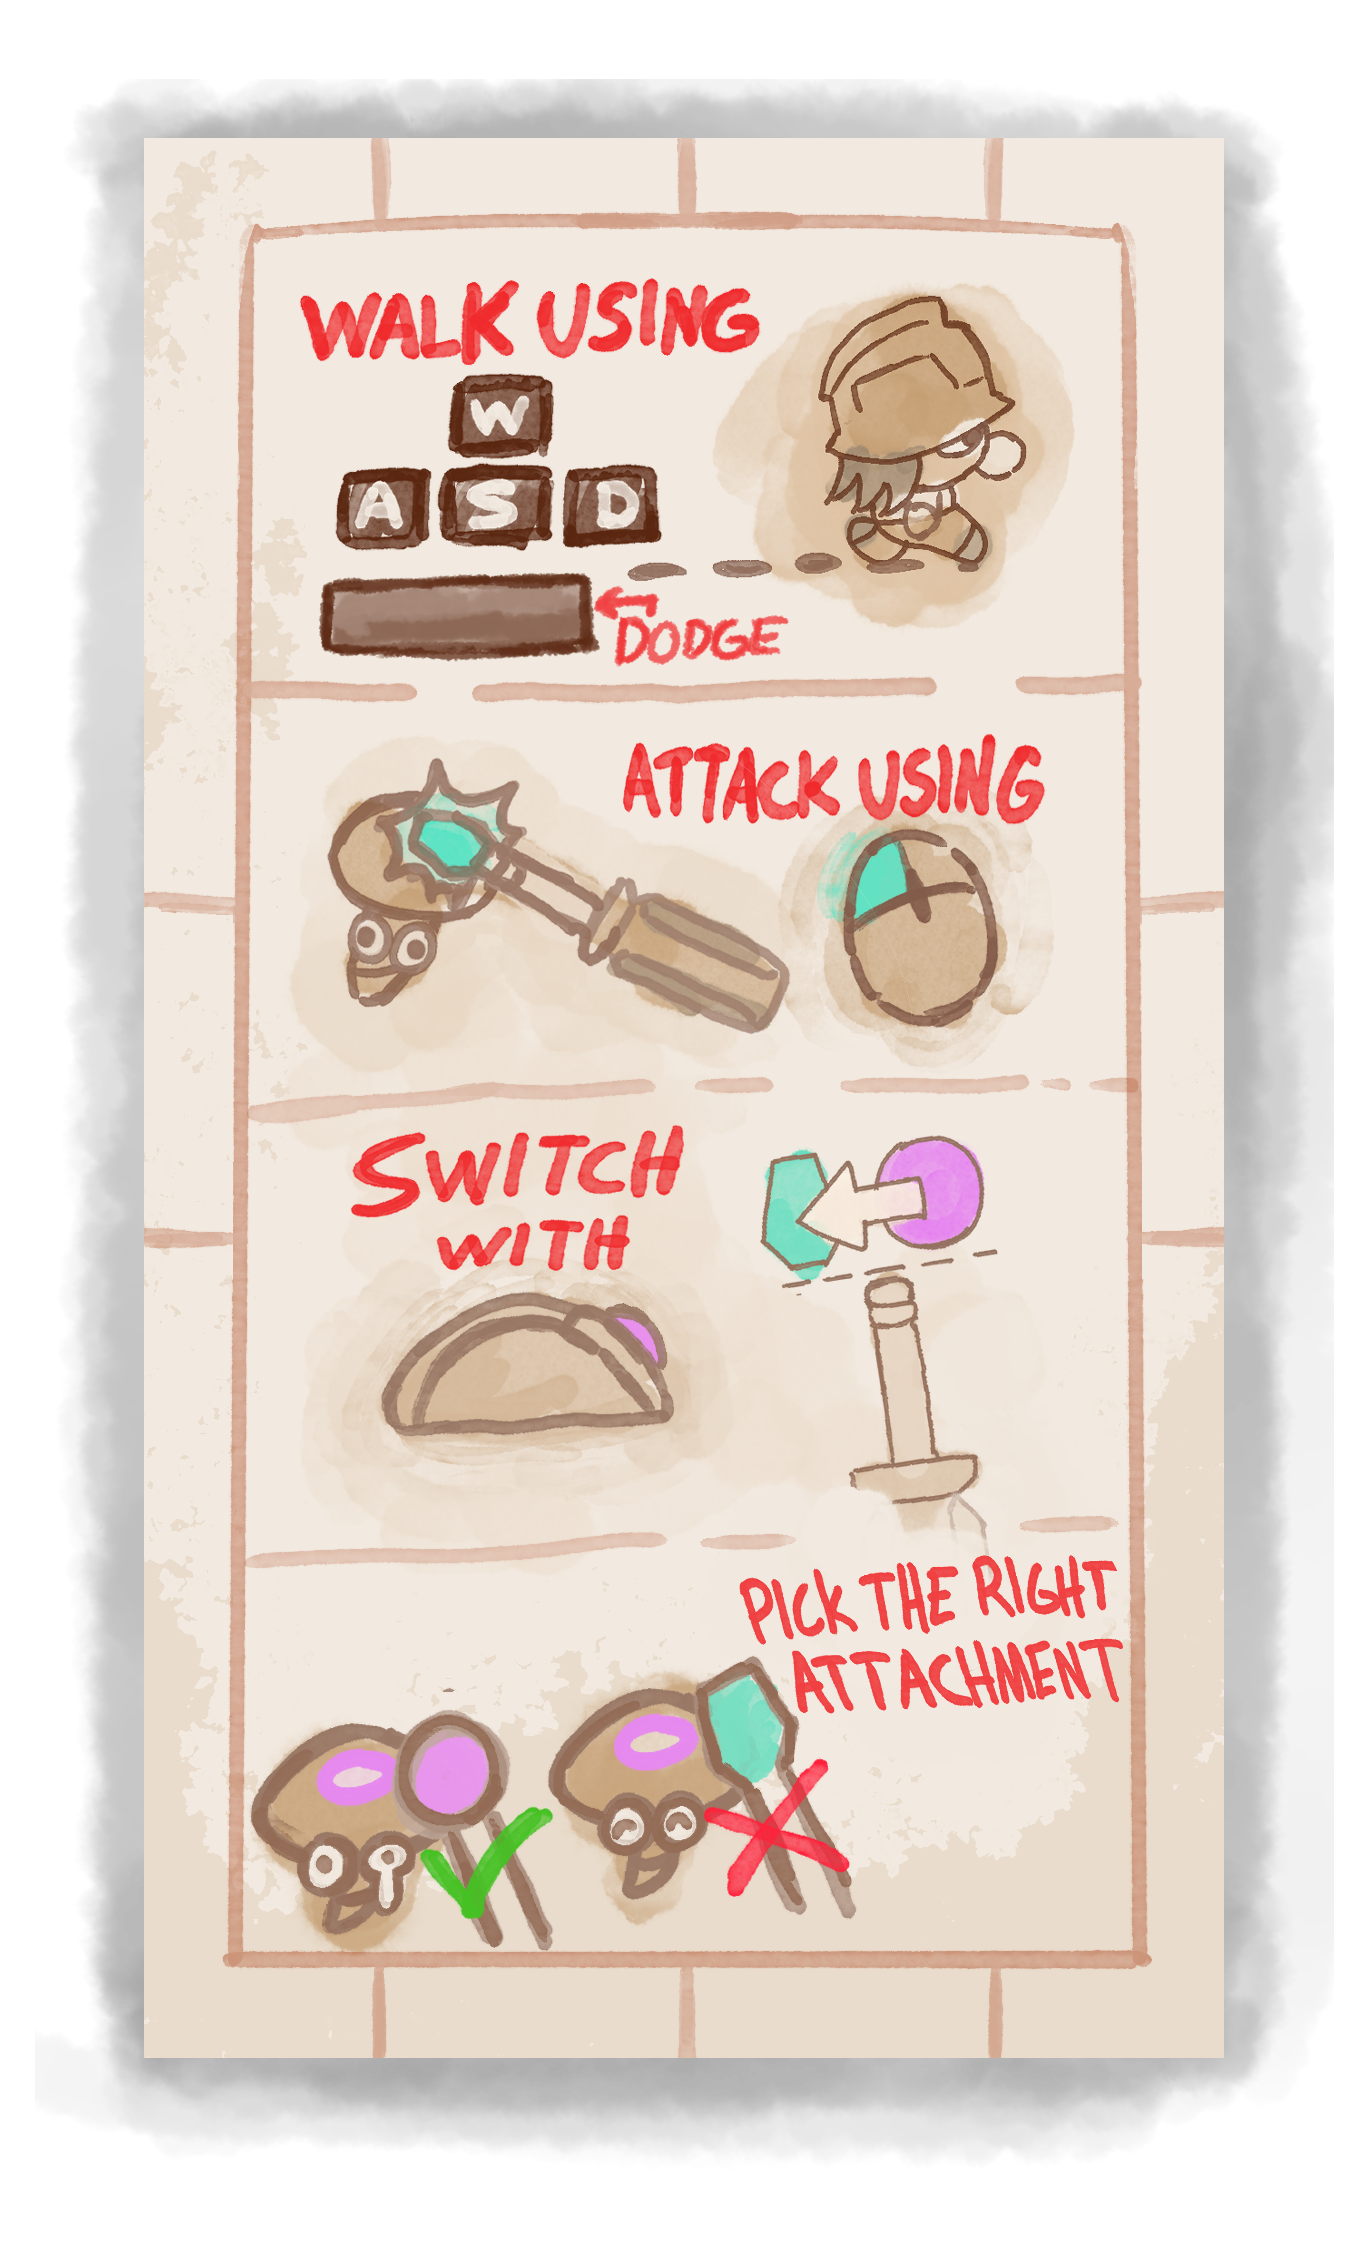 WALK USING
W
A S D
DODGE
ATTACK USING
SWITCH
WITH
PICK THE RIGHT
ATTACHMENT